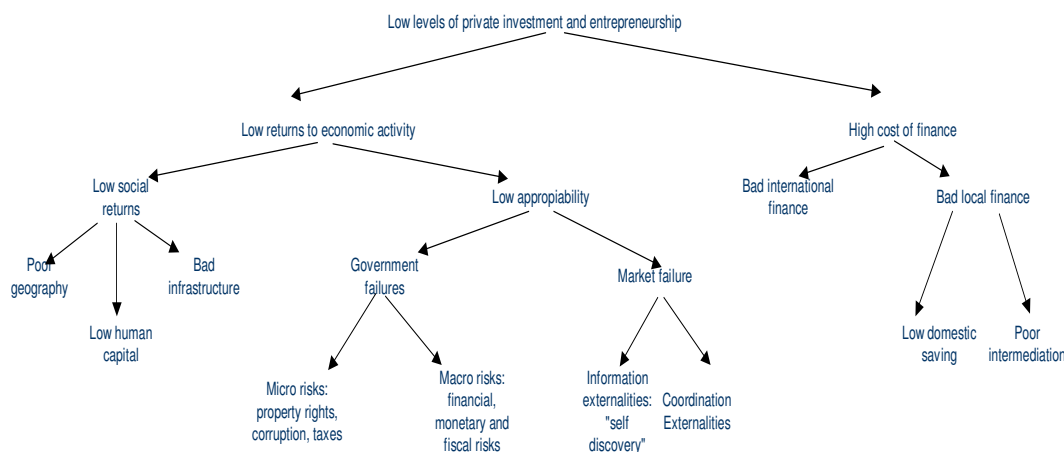 Low levels of private investment and entrepreneurship
Low returns to economic activity
High cost of finance
Low social
returns
Low appropiability
Bad international
finance
Bad local finance
Poor
geography
Bad
infrastructure
Government
failures
Market failure
Low human
capital
Low domestic
saving
Poor
intermediation
Micro risks:
property rights,
corruption, taxes
Macro risks:
financial,
monetary and
fiscal risks
Information
externalities:
"self
discovery"
Coordination
Externalities